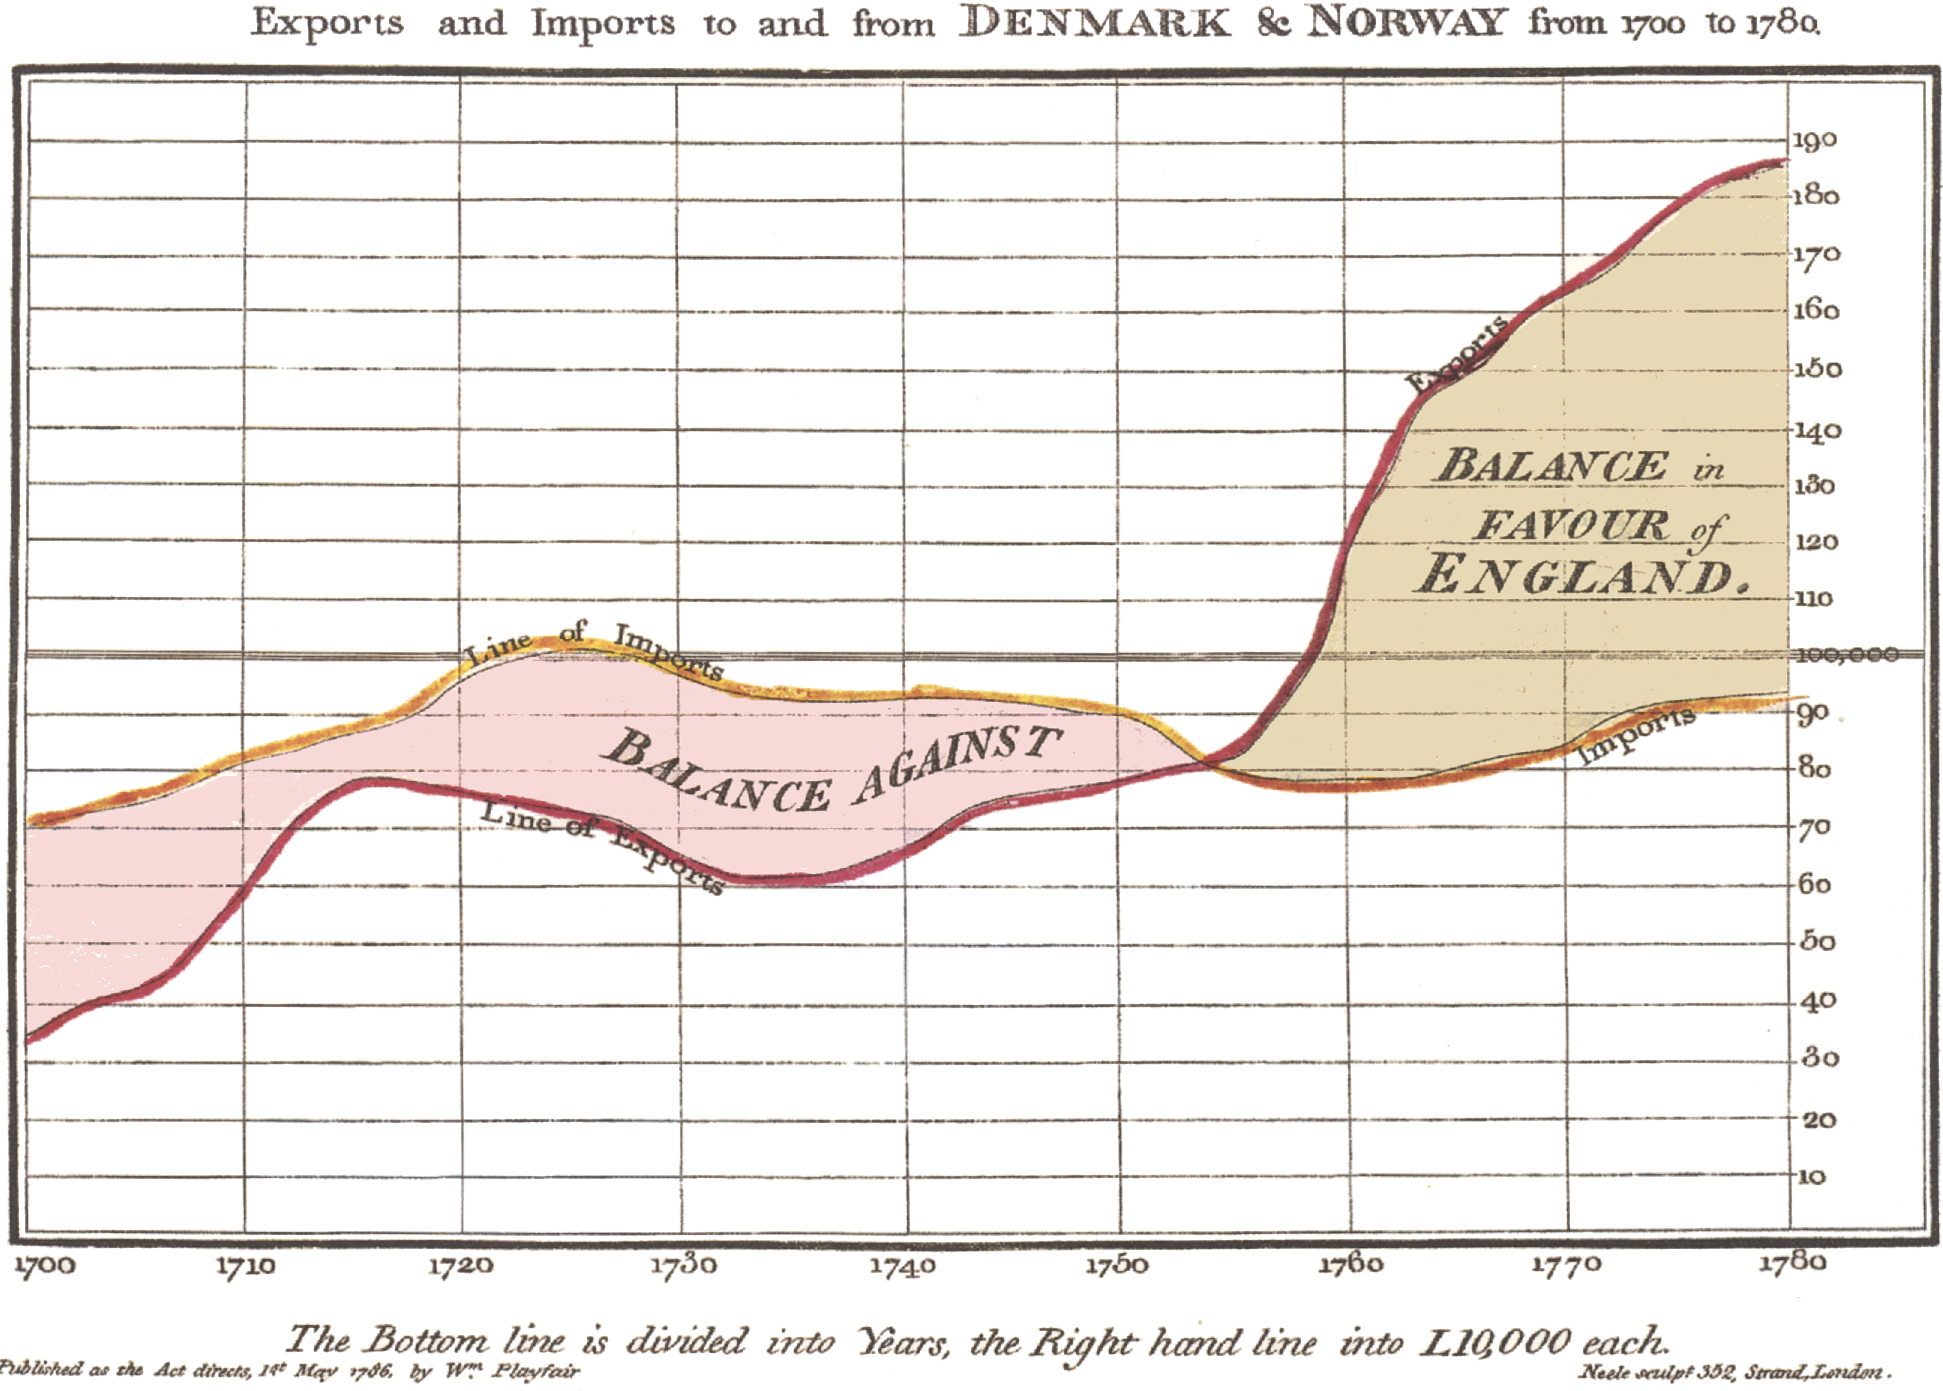 Exports and Imports to and from DENMARK & NORWAY from 1700 to 1780.
190
180
170
160
150
140
130
120
110
100,000
90
80
70
60
50
40
30
20
10
Exports
BALANCE in
FAVOUR of
ENGLAND.
Line of Imports
Imports
BALANCE AGAINST
Line of Exports
1700 1710 1720 1730 1740 1750 1760 1770 1780
The Bottom line is divided into Years, the Right hand line into L10,000 each.
Published as the Act directs, 1st May 1786. by Wm. Playfair
Neele sculpt 352, Strand, London.